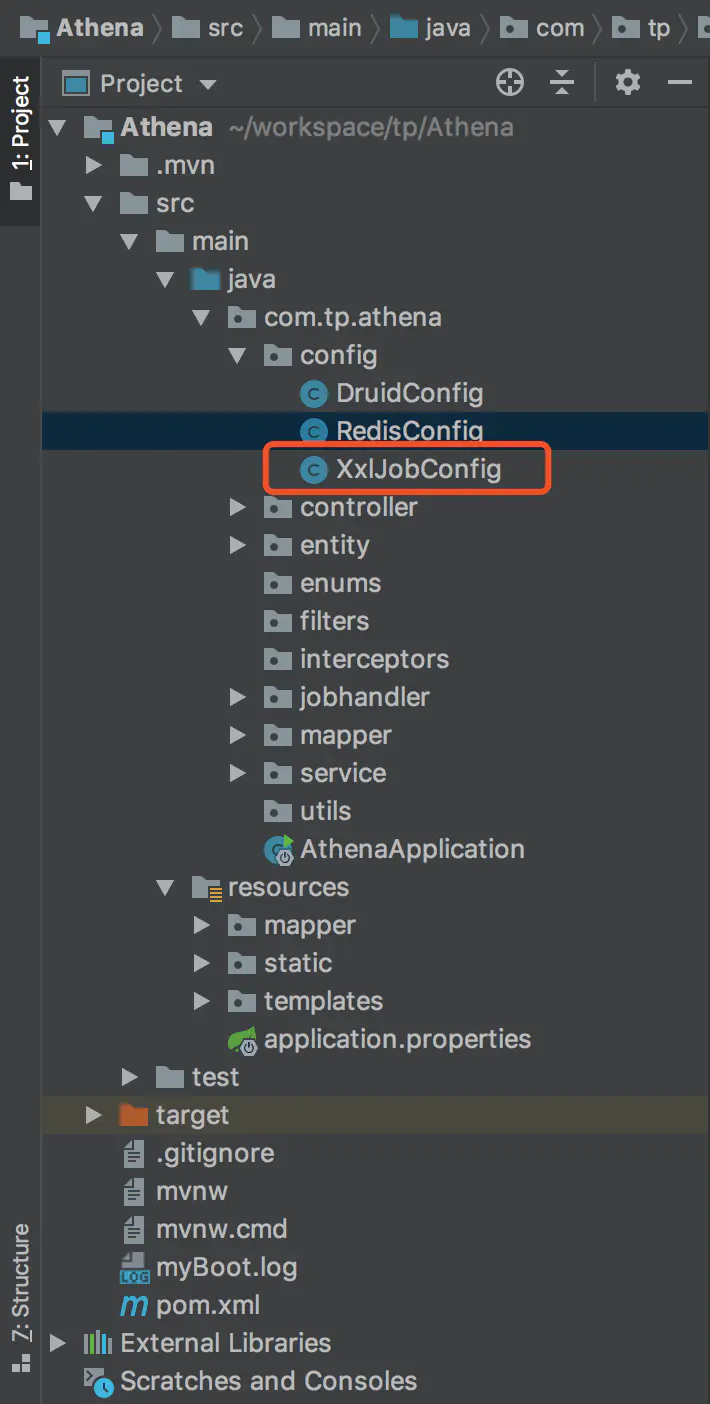 Athena src main java com tp
1: Project
Project
Athena ~/workspace/tp/Athena
.mvn
src
main
java
com.tp.athena
config
DruidConfig
RedisConfig
XxlJobConfig
controller
entity
enums
filters
interceptors
jobhandler
mapper
service
utils
AthenaApplication
resources
mapper
static
templates
application.properties
test
target
.gitignore
mvnw
mvnw.cmd
LOG myBoot.log
m pom.xml
External Libraries
Scratches and Consoles
7: Structure